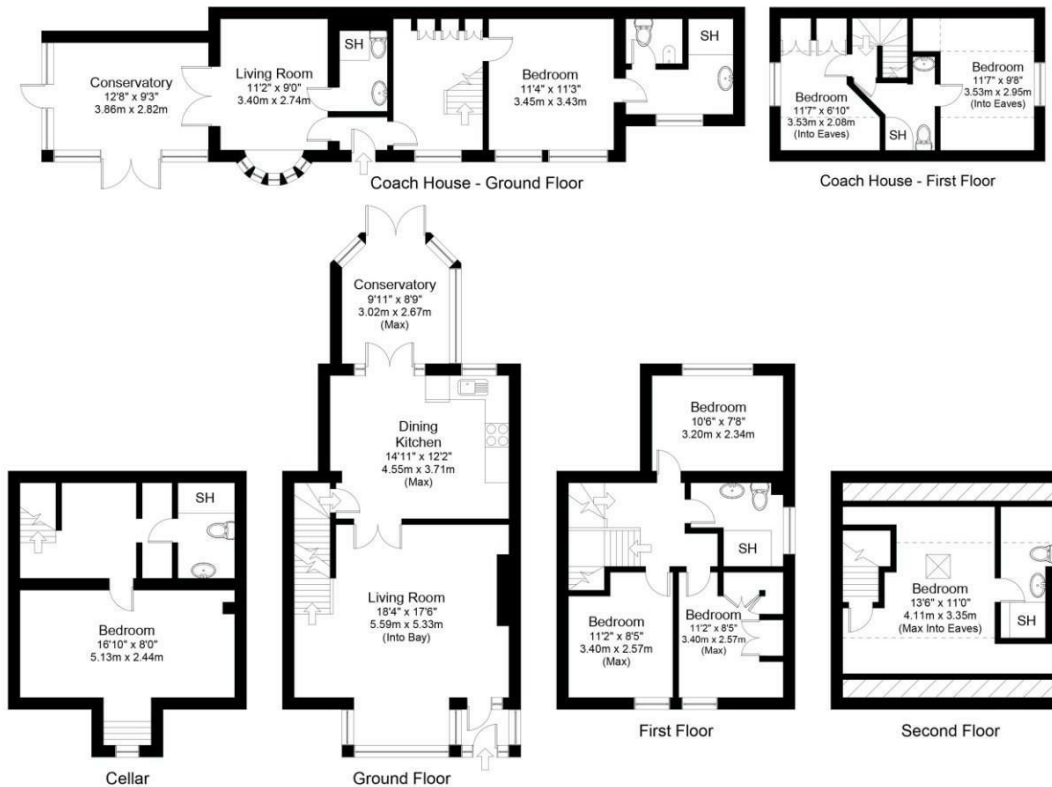 Conservatory
12'8" x 9'3"
3.86m x 2.82m
Living Room
11'2" x 9'0"
3.40m x 2.74m
SH
Bedroom
11'4" x 11'3"
3.45m x 3.43m
SH
Coach House - Ground Floor
Bedroom
11'7" x 6'10"
3.53m x 2.08m
(Into Eaves)
SH
Bedroom
11'7" x 9'8"
3.53m x 2.95m
(Into Eaves)
Coach House - First Floor
Conservatory
9'11" x 8'9"
3.02m x 2.67m
(Max)
Dining
Kitchen
14'11" x 12'2"
4.55m x 3.71m
(Max)
Living Room
18'4" x 17'6"
5.59m x 5.33m
(Into Bay)
Ground Floor
SH
Bedroom
16'10" x 8'0"
5.13m x 2.44m
Cellar
Bedroom
10'6" x 7'8"
3.20m x 2.34m
SH
Bedroom
11'2" x 8'5"
3.40m x 2.57m
(Max)
Bedroom
11'2" x 8'5"
3.40m x 2.57m
(Max)
First Floor
Bedroom
13'6" x 11'0"
4.11m x 3.35m
(Max Into Eaves)
SH
Second Floor